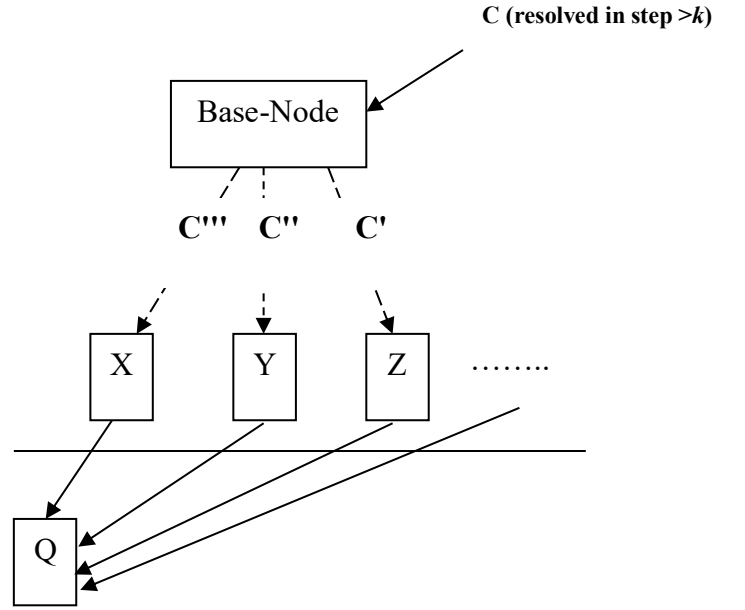 C (resolved in step >k)
Base-Node
C''' C'' C'
X Y Z ........
Q